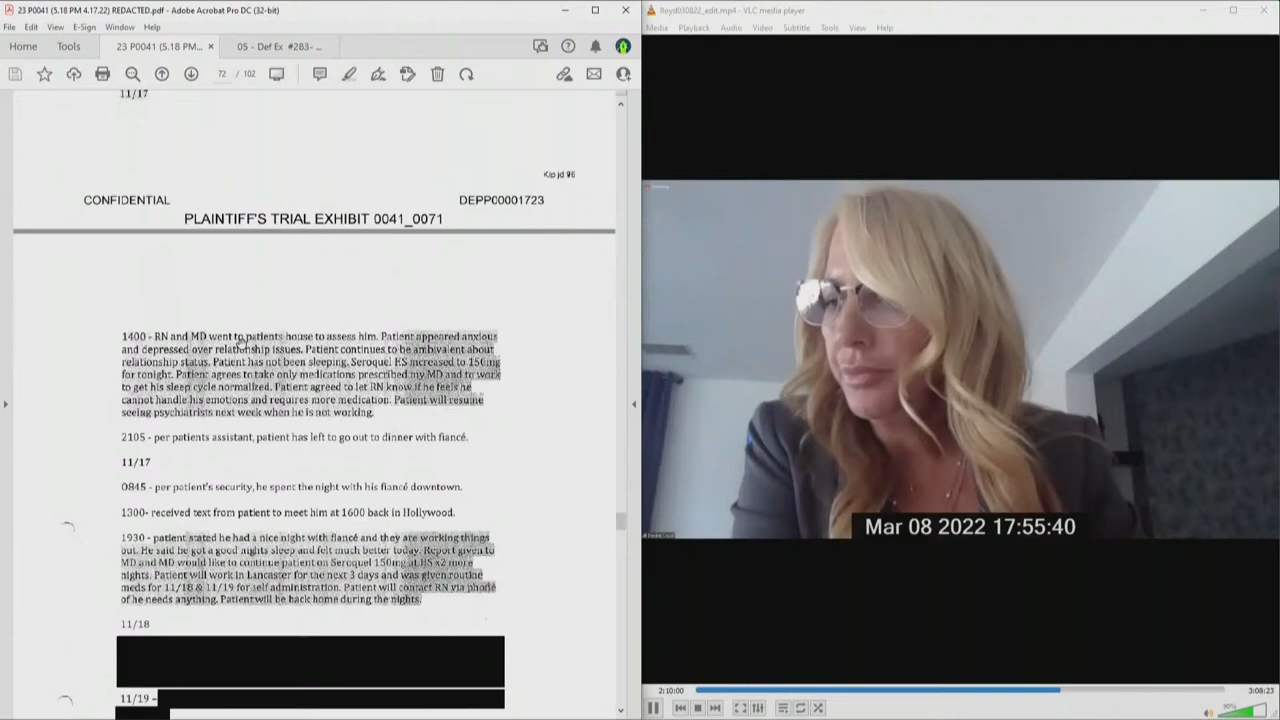 23 P0041 (5.18 PM 4.17.22) REDACTED.pdf - Adobe Acrobat Pro DC (32-bit)
File Edit View E-Sign Window Help
Home Tools 23 P0041 (5.18 PM... × 05 - Def Ex #283-...
72 / 102
11/17
Kipjd 96
CONFIDENTIAL DEPP00001723
PLAINTIFF'S TRIAL EXHIBIT 0041_0071
1400 - RN and MD went to patients house to assess him. Patient appeared anxious
and depressed over relationship issues. Patient continues to be ambivalent about
relationship status. Patient has not been sleeping. Seroquel HS increased to 150mg
for tonight. Patient agrees to take only medications prescribed my MD and to work
to get his sleep cycle normalized. Patient agreed to let RN know if he feels he
cannot handle his emotions and requires more medication. Patient will resume
seeing psychiatrists next week when he is not working.
2105 - per patients assistant, patient has left to go out to dinner with fiancé.
11/17
0845 - per patient's security, he spent the night with his fiancé downtown.
1300- received text from patient to meet him at 1600 back in Hollywood.
1930 - patient stated he had a nice night with fiancé and they are working things
out. He said he got a good nights sleep and felt much better today. Report given to
MD and MD would like to continue patient on Seroquel 150mg at HS x2 more
nights. Patient will work in Lancaster for the next 3 days and was given routine
meds for 11/18 & 11/19 for self administration. Patient will contact RN via phone
of he needs anything. Patient will be back home during the nights.
11/18
11/19 -
lloyd030822_edit.mp4 - VLC media player
Media Playback Audio Video Subtitle Tools View Help
Mar 08 2022 17:55:40
2:10:00 3:08:23
90%